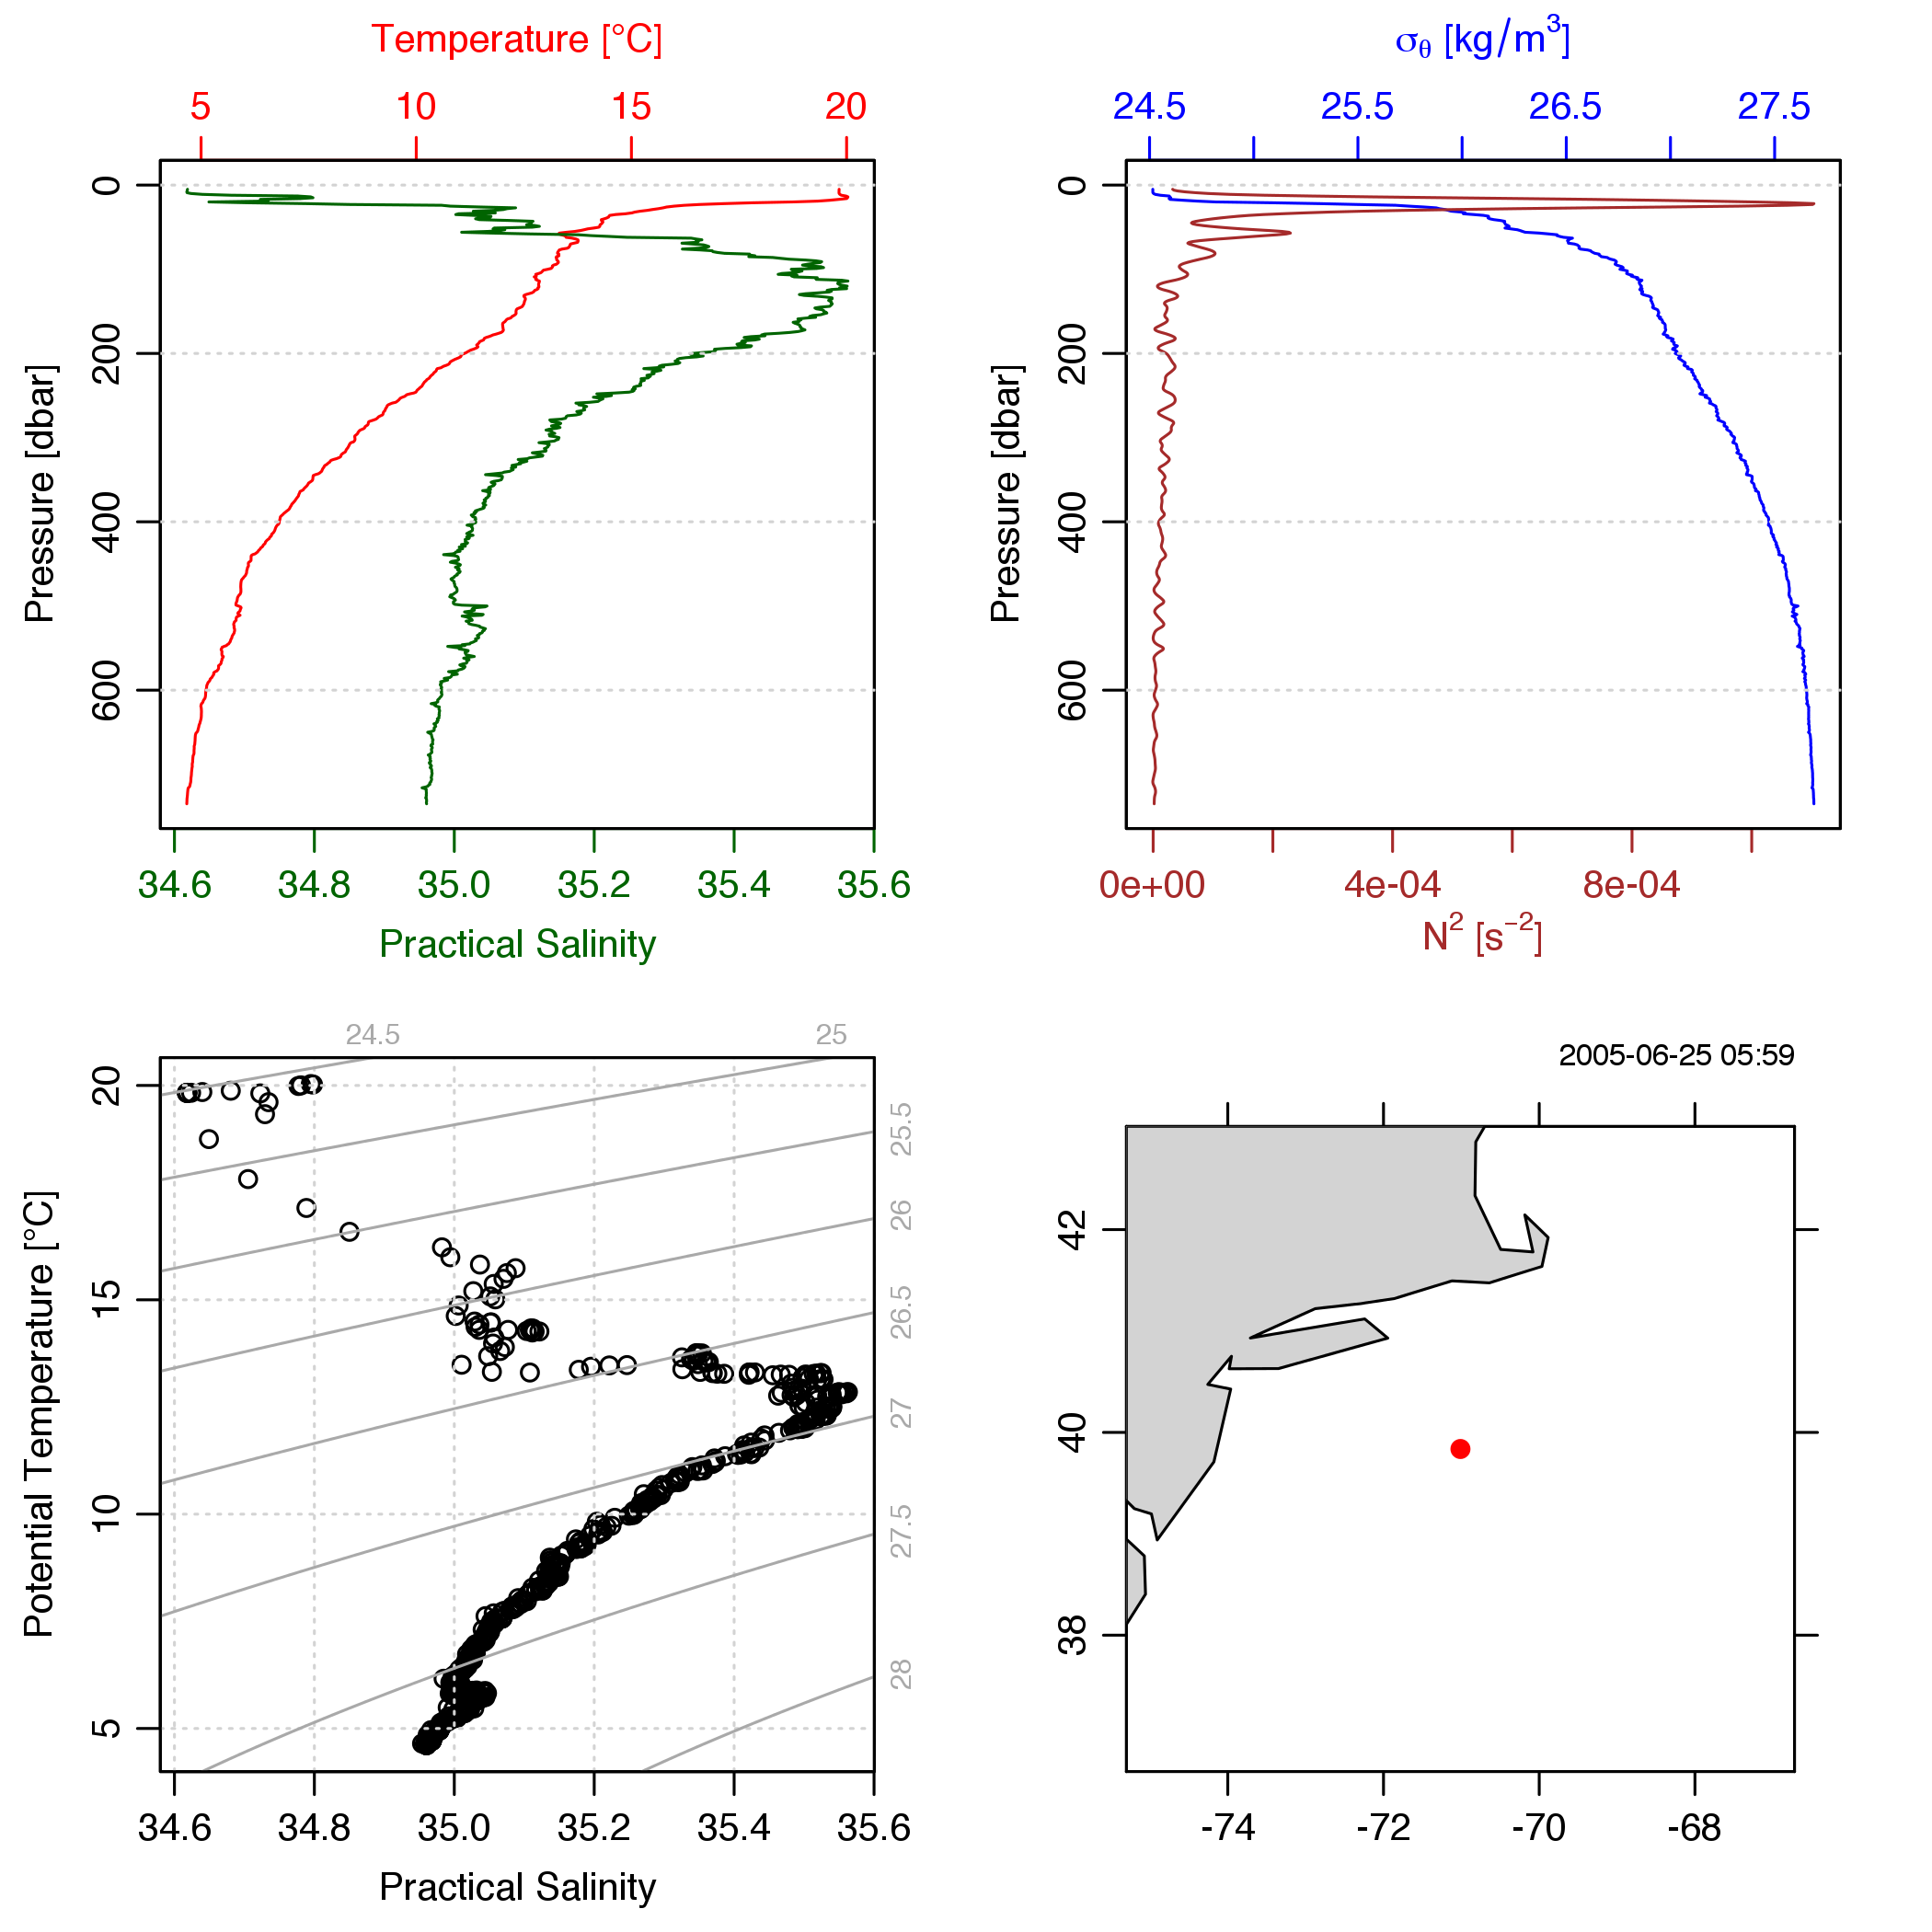 Temperature [°C]
5 10 15 20
0
200
400
600
Pressure [dbar]
34.6 34.8 35.0 35.2 35.4 35.6
Practical Salinity
σθ [kg/m³]
24.5 25.5 26.5 27.5
0
200
400
600
Pressure [dbar]
0e+00 4e-04 8e-04
N² [s⁻²]
24.5 25
20
15
10
5
Potential Temperature [°C]
25.5
26
26.5
27
27.5
28
34.6 34.8 35.0 35.2 35.4 35.6
Practical Salinity
2005-06-25 05:59
42
40
38
-74 -72 -70 -68